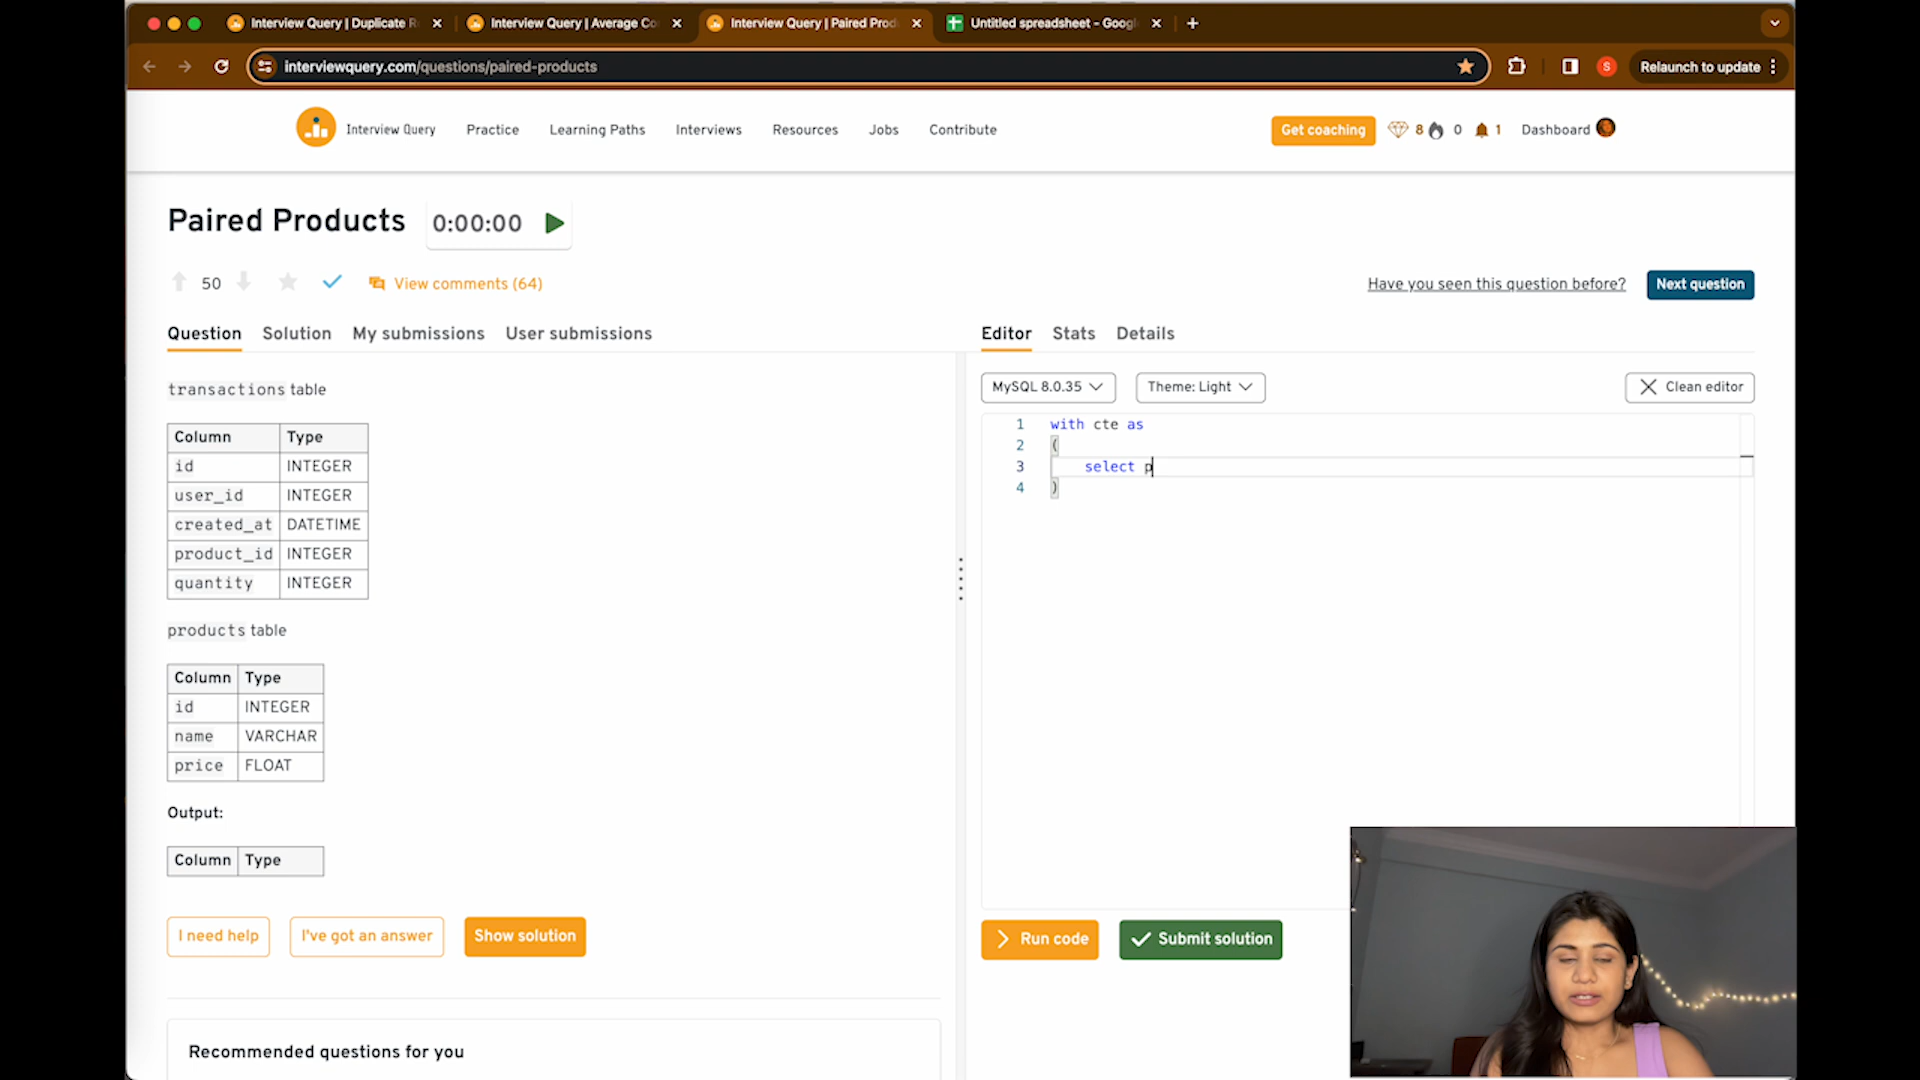 Interview Query | Duplicate R
Interview Query | Average Co
Interview Query | Paired Prod
Untitled spreadsheet - Googl
interviewquery.com/questions/paired-products
S
Relaunch to update
Interview Query
Practice
Learning Paths
Interviews
Resources
Jobs
Contribute
Get coaching
8
0
1
Dashboard
Paired Products
0:00:00
50
View comments (64)
Have you seen this question before?
Next question
Question
Solution
My submissions
User submissions
Editor
Stats
Details
transactions table
Column Type
id INTEGER
user_id INTEGER
created_at DATETIME
product_id INTEGER
quantity INTEGER
products table
Column Type
id INTEGER
name VARCHAR
price FLOAT
Output:
Column Type
I need help
I've got an answer
Show solution
Recommended questions for you
MySQL 8.0.35
Theme: Light
Clean editor
1 with cte as
2 (
3 select p
4 )
Run code
Submit solution